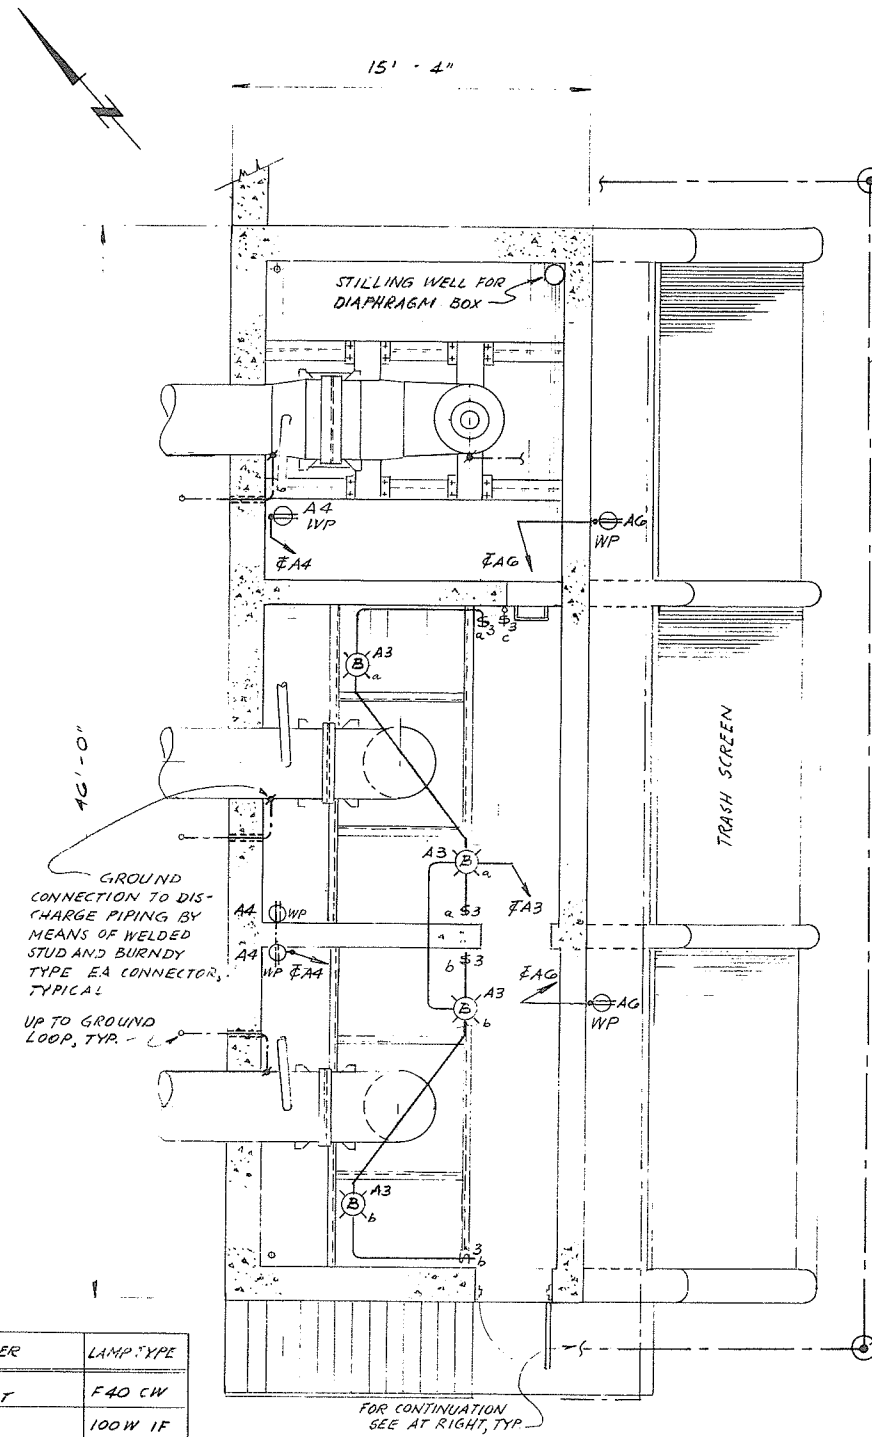 15' - 4"
STILLING WELL FOR
DIAPHRAGM BOX
A4
WP
A6
WP
₵A4
₵A6
$3
a
$3
c
B
A3
a
46'-0"
TRASH SCREEN
A3
B
a
₵A3
GROUND
CONNECTION TO DIS-
CHARGE PIPING BY
MEANS OF WELDED
STUD AND BURNDY
TYPE EA CONNECTOR,
TYPICAL
A4
WP
a
$3
A4
WP
₵A4
b
$3
₵A6
A6
WP
A3
B
b
UP TO GROUND
LOOP, TYP.
B
A3
b
3
b
ER
LAMP TYPE
T
F40 CW
100W IF
FOR CONTINUATION
SEE AT RIGHT, TYP.